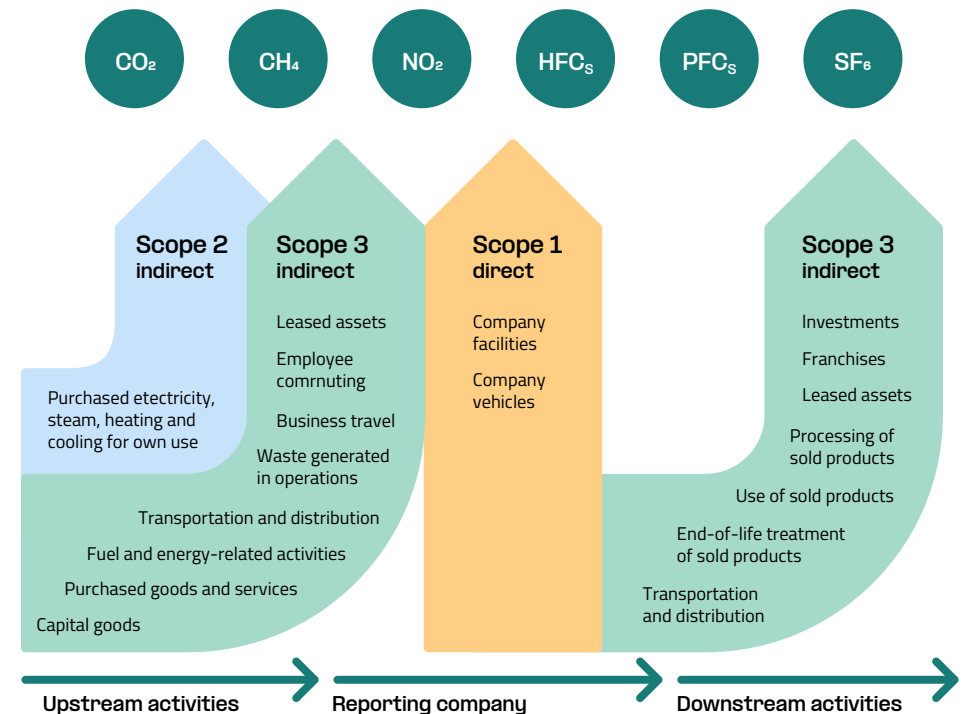 CO₂
CH₄
NO₂
HFCs
PFCs
SF₆
Scope 2
indirect
Purchased etectricity,
steam, heating and
cooling for own use
Scope 3
indirect
Leased assets
Employee
comrnuting
Business travel
Waste generated
in operations
Transportation and distribution
Fuel and energy-related activities
Purchased goods and services
Capital goods
Scope 1
direct
Company
facilities
Company
vehicles
Scope 3
indirect
Investments
Franchises
Leased assets
Processing of
sold products
Use of sold products
End-of-life treatment
of sold products
Transportation
and distribution
Upstream activities
Reporting company
Downstream activities